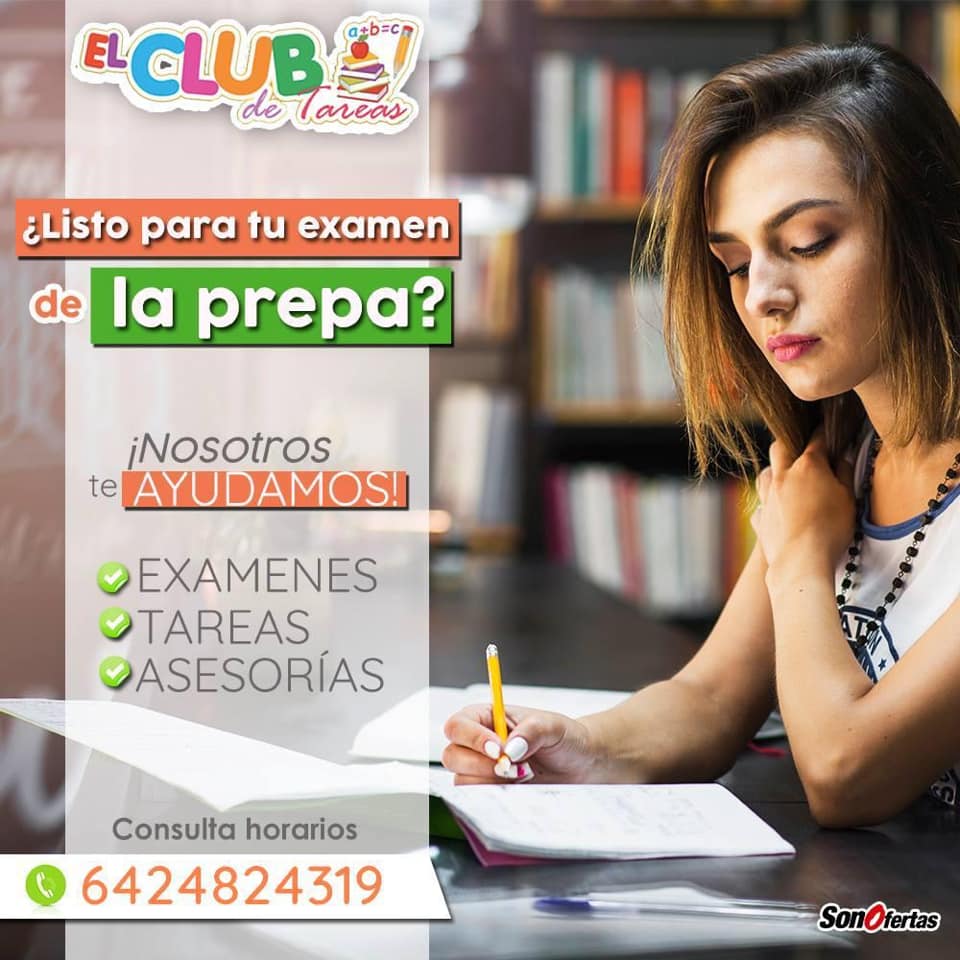 EL CLUB
a+b=c
de Tareas
¿Listo para tu examen
de la prepa?
¡Nosotros
te AYUDAMOS!
EXAMENES
TAREAS
ASESORÍAS
Consulta horarios
6424824319
SonOfertas